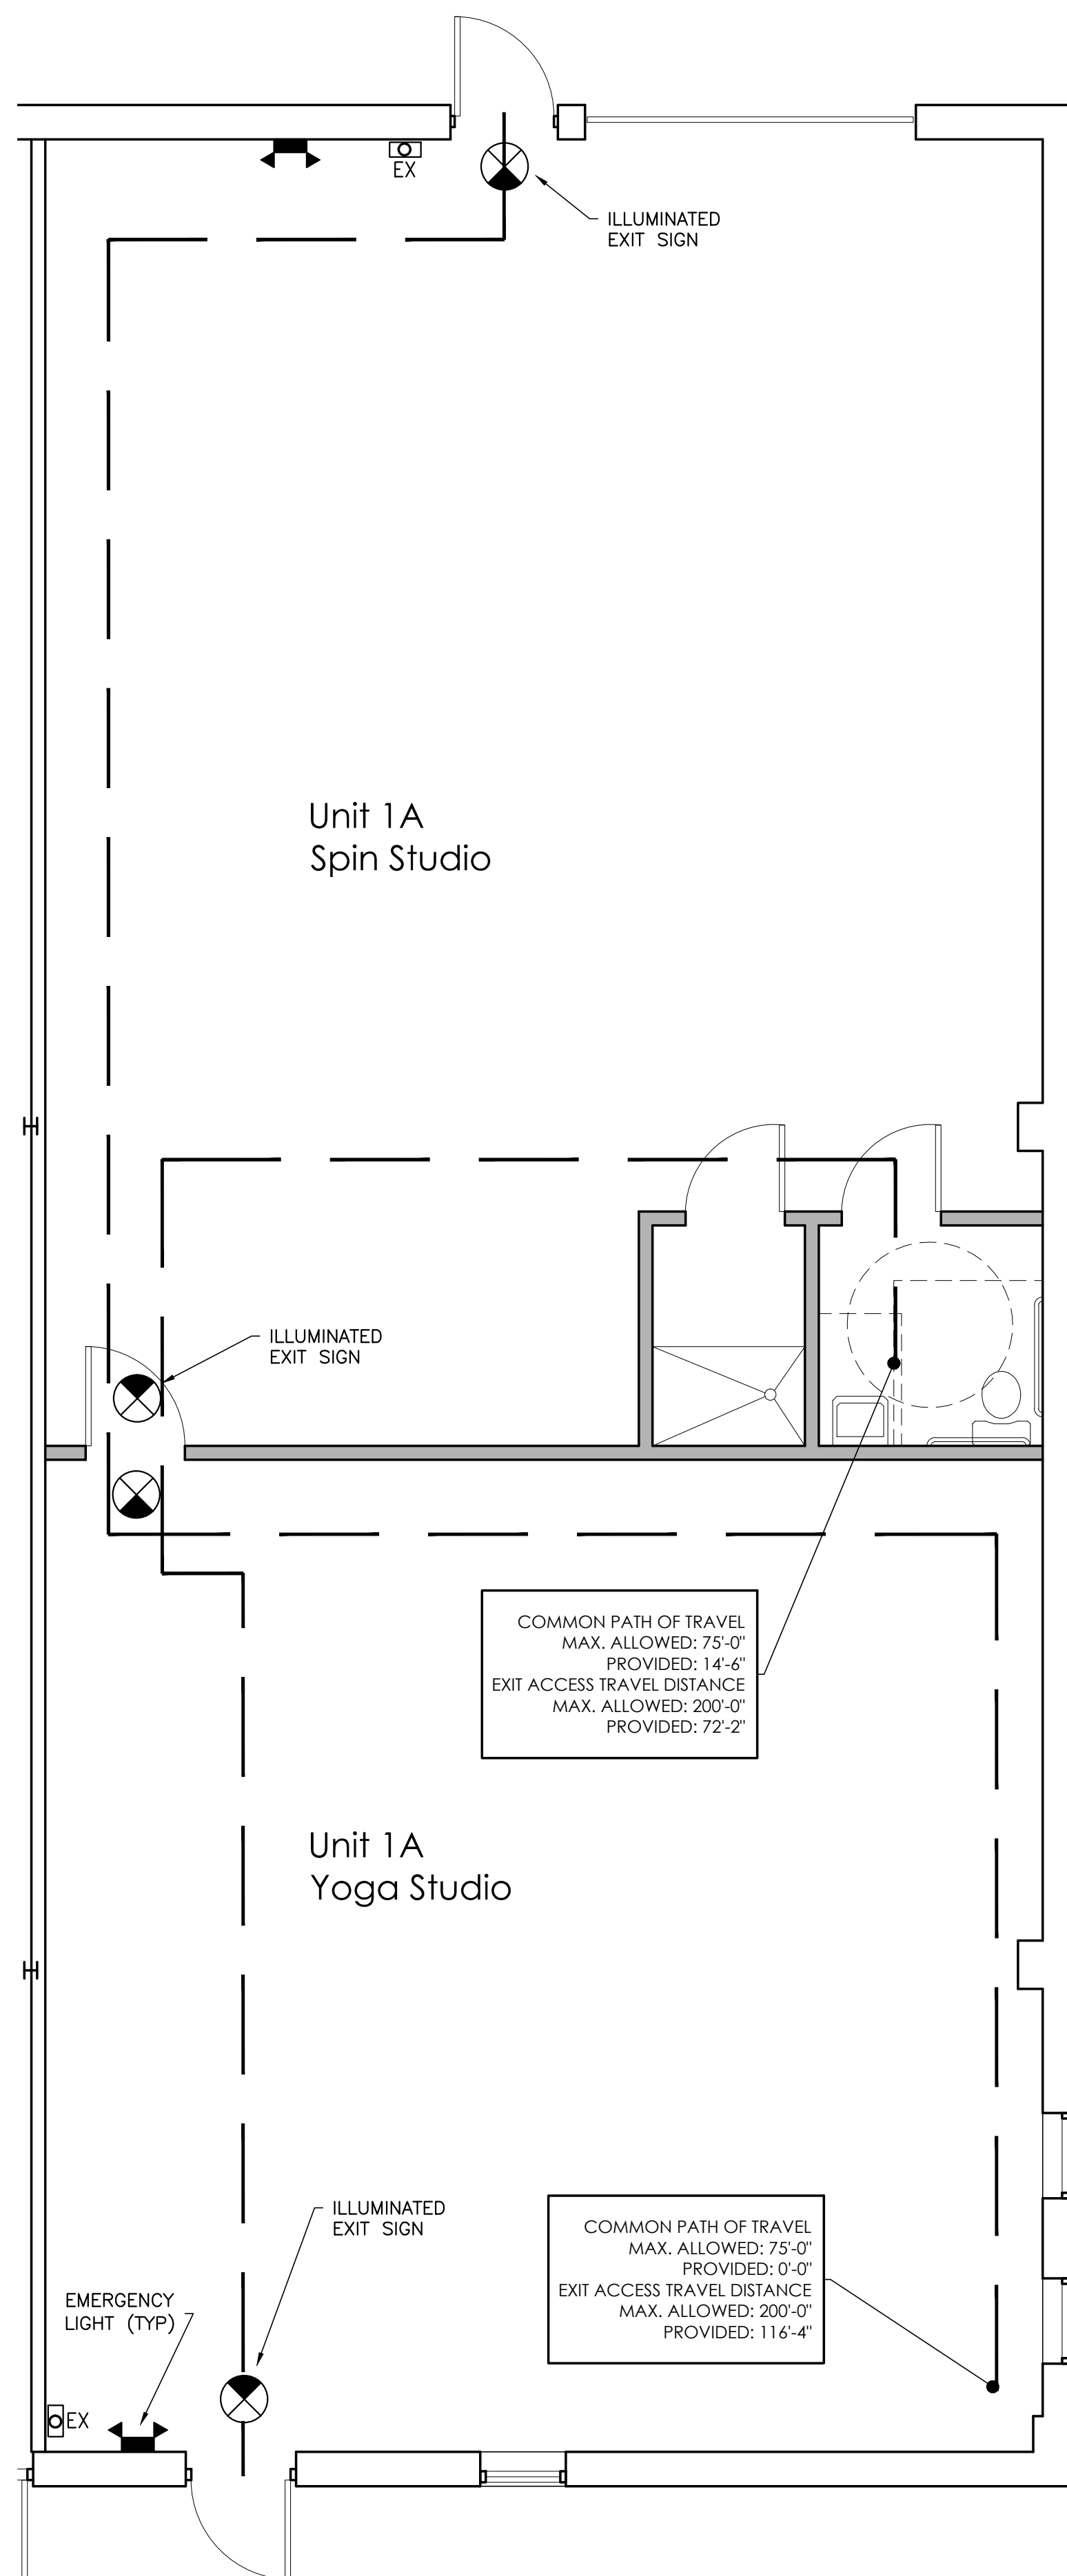 EX
ILLUMINATED
EXIT SIGN
Unit 1A
Spin Studio
ILLUMINATED
EXIT SIGN
COMMON PATH OF TRAVEL
MAX. ALLOWED: 75'-0"
PROVIDED: 14'-6"
EXIT ACCESS TRAVEL DISTANCE
MAX. ALLOWED: 200'-0"
PROVIDED: 72'-2"
Unit 1A
Yoga Studio
ILLUMINATED
EXIT SIGN
COMMON PATH OF TRAVEL
MAX. ALLOWED: 75'-0"
PROVIDED: 0'-0"
EXIT ACCESS TRAVEL DISTANCE
MAX. ALLOWED: 200'-0"
PROVIDED: 116'-4"
EMERGENCY
LIGHT (TYP)
EX